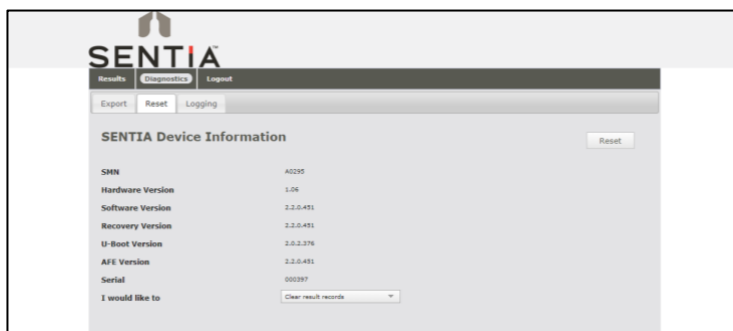 SENTIA™
Results Diagnostics Logout
Export Reset Logging
SENTIA Device Information Reset
SMN A0295
Hardware Version 1.06
Software Version 2.2.0.451
Recovery Version 2.2.0.451
U-Boot Version 2.0.2.376
AFE Version 2.2.0.451
Serial 000397
I would like to Clear result records